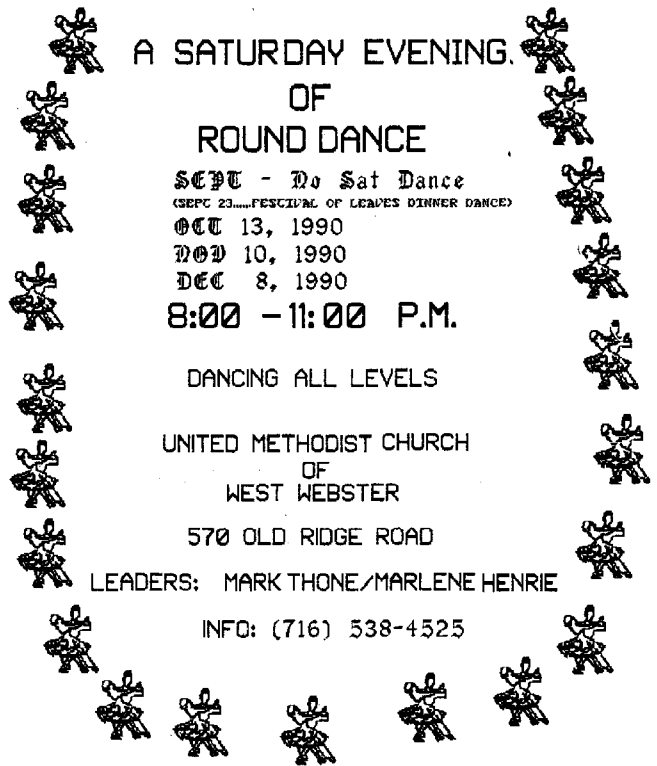 A SATURDAY EVENING.
OF
ROUND DANCE
SEPT - No Sat Dance
(SEPT 23.....FESTIVAL OF LEAVES DINNER DANCE)
OCT 13, 1990
NOV 10, 1990
DEC 8, 1990
8:00 - 11:00 P.M.
DANCING ALL LEVELS
UNITED METHODIST CHURCH
OF
WEST WEBSTER
570 OLD RIDGE ROAD
LEADERS: MARK THONE/MARLENE HENRIE
INFO: (716) 538-4525